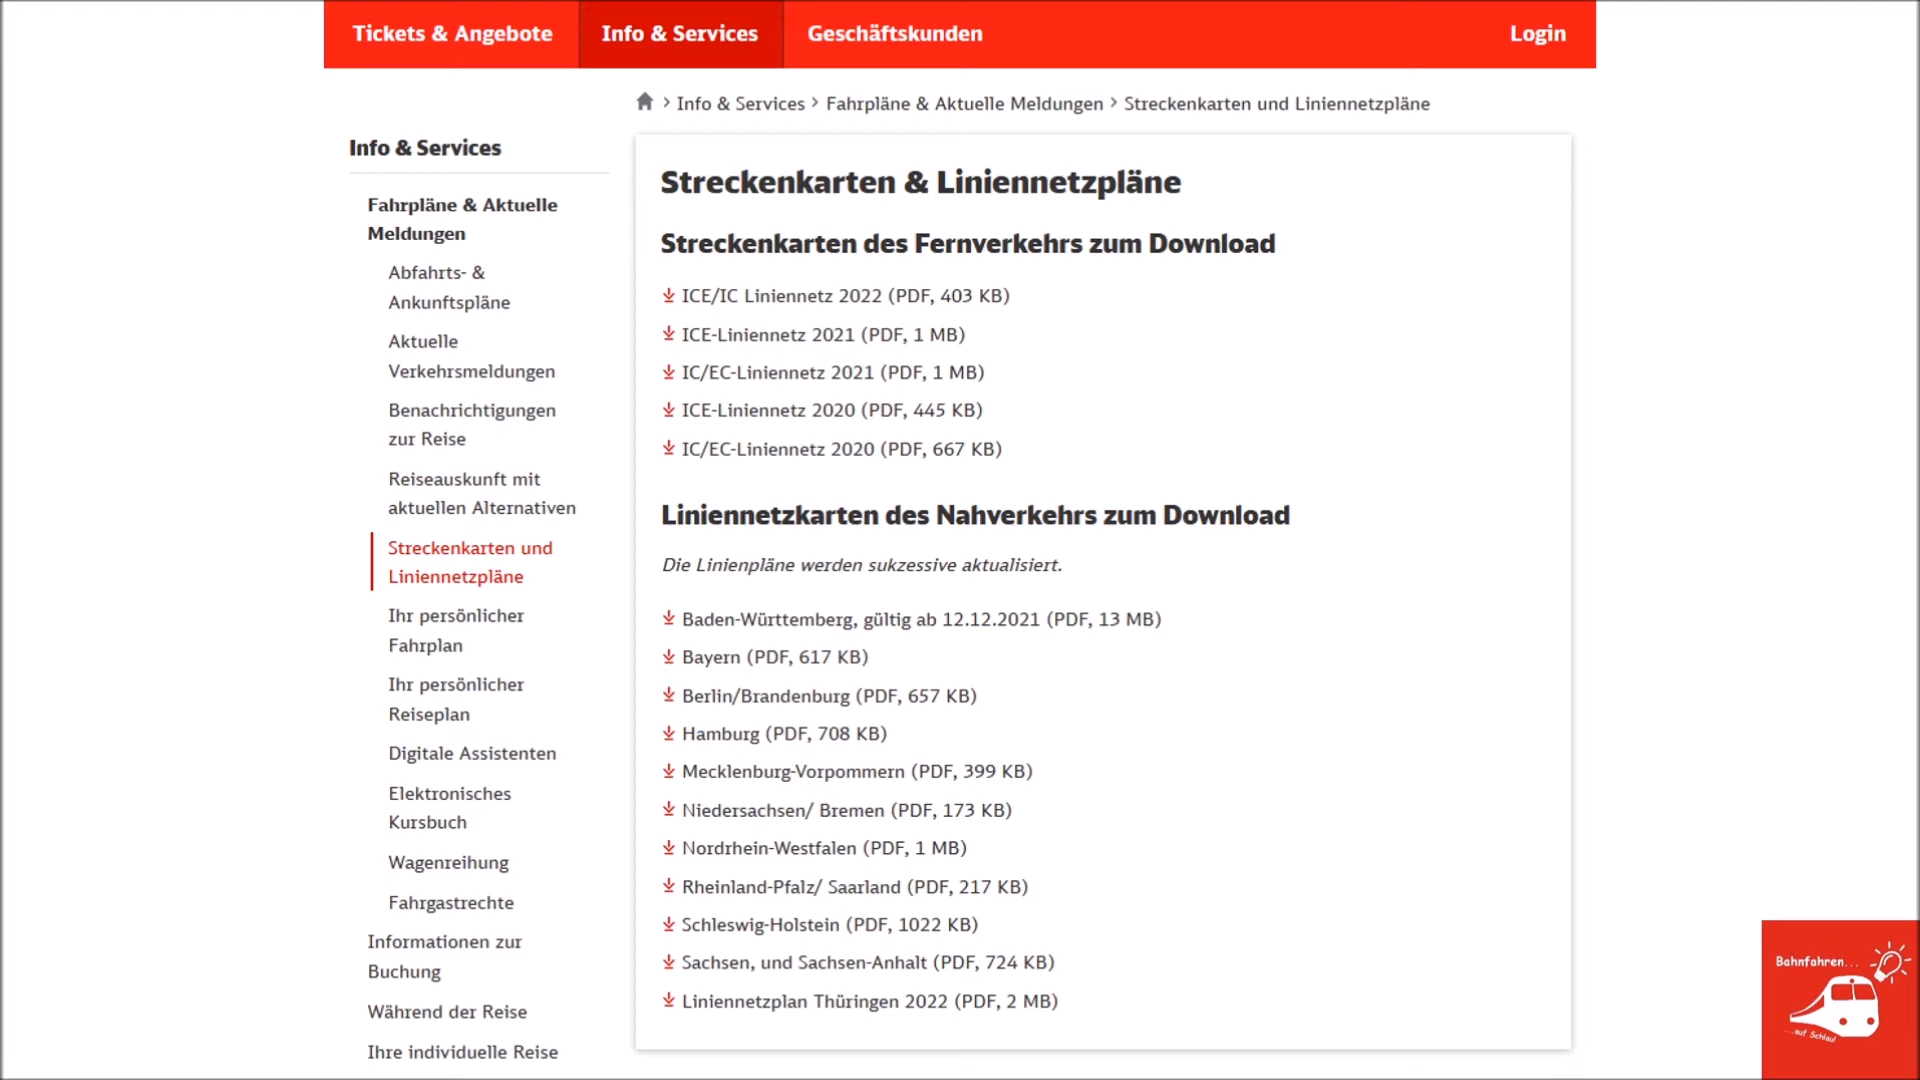 Tickets & Angebote
Info & Services
Geschäftskunden
Login
Info & Services
Fahrpläne & Aktuelle Meldungen
Streckenkarten und Liniennetzpläne
Info & Services
Fahrpläne & Aktuelle
Meldungen
Abfahrts- &
Ankunftspläne
Aktuelle
Verkehrsmeldungen
Benachrichtigungen
zur Reise
Reiseauskunft mit
aktuellen Alternativen
Streckenkarten und
Liniennetzpläne
Ihr persönlicher
Fahrplan
Ihr persönlicher
Reiseplan
Digitale Assistenten
Elektronisches
Kursbuch
Wagenreihung
Fahrgastrechte
Informationen zur
Buchung
Während der Reise
Ihre individuelle Reise
Streckenkarten & Liniennetzpläne
Streckenkarten des Fernverkehrs zum Download
ICE/IC Liniennetz 2022 (PDF, 403 KB)
ICE-Liniennetz 2021 (PDF, 1 MB)
IC/EC-Liniennetz 2021 (PDF, 1 MB)
ICE-Liniennetz 2020 (PDF, 445 KB)
IC/EC-Liniennetz 2020 (PDF, 667 KB)
Liniennetzkarten des Nahverkehrs zum Download
Die Linienpläne werden sukzessive aktualisiert.
Baden-Württemberg, gültig ab 12.12.2021 (PDF, 13 MB)
Bayern (PDF, 617 KB)
Berlin/Brandenburg (PDF, 657 KB)
Hamburg (PDF, 708 KB)
Mecklenburg-Vorpommern (PDF, 399 KB)
Niedersachsen/ Bremen (PDF, 173 KB)
Nordrhein-Westfalen (PDF, 1 MB)
Rheinland-Pfalz/ Saarland (PDF, 217 KB)
Schleswig-Holstein (PDF, 1022 KB)
Sachsen, und Sachsen-Anhalt (PDF, 724 KB)
Liniennetzplan Thüringen 2022 (PDF, 2 MB)
Bahnfahren...
...auf Schlau!